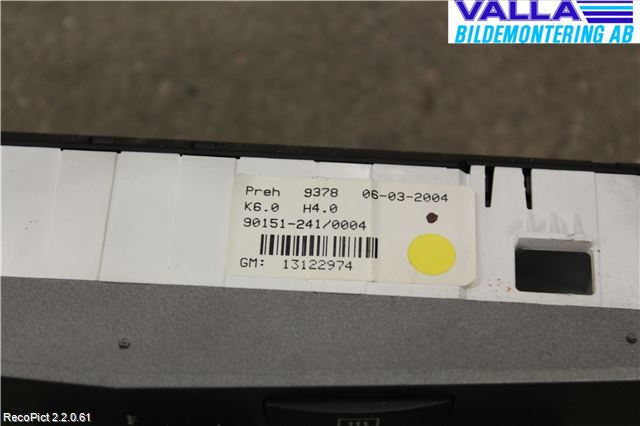 VALLA
BILDEMONTERING AB
Preh 9378 06-03-2004
K6.0 H4.0
90151-241/0004
GM: 13122974
RecoPict 2.2.0.61